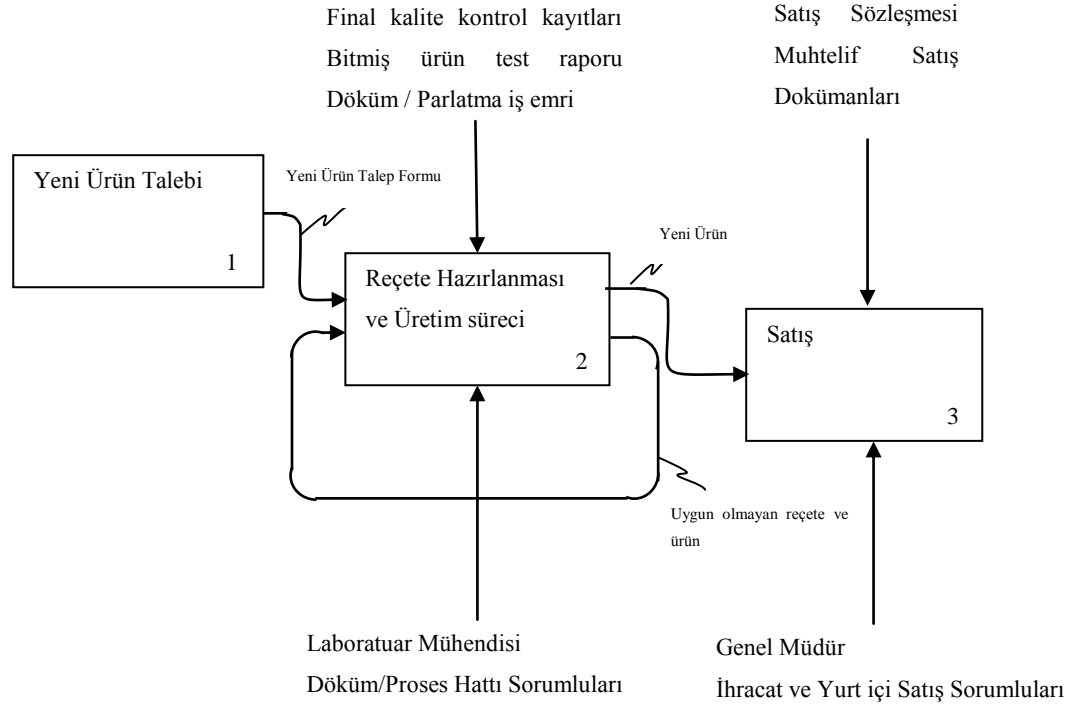 Final kalite kontrol kayıtları
Bitmiş ürün test raporu
Döküm / Parlatma iş emri
Satış Sözleşmesi
Muhtelif Satış
Dokümanları
Yeni Ürün Talebi
1
Yeni Ürün Talep Formu
Reçete Hazırlanması
ve Üretim süreci
2
Yeni Ürün
Satış
3
Uygun olmayan reçete ve
ürün
Laboratuar Mühendisi
Döküm/Proses Hattı Sorumluları
Genel Müdür
İhracat ve Yurt içi Satış Sorumluları